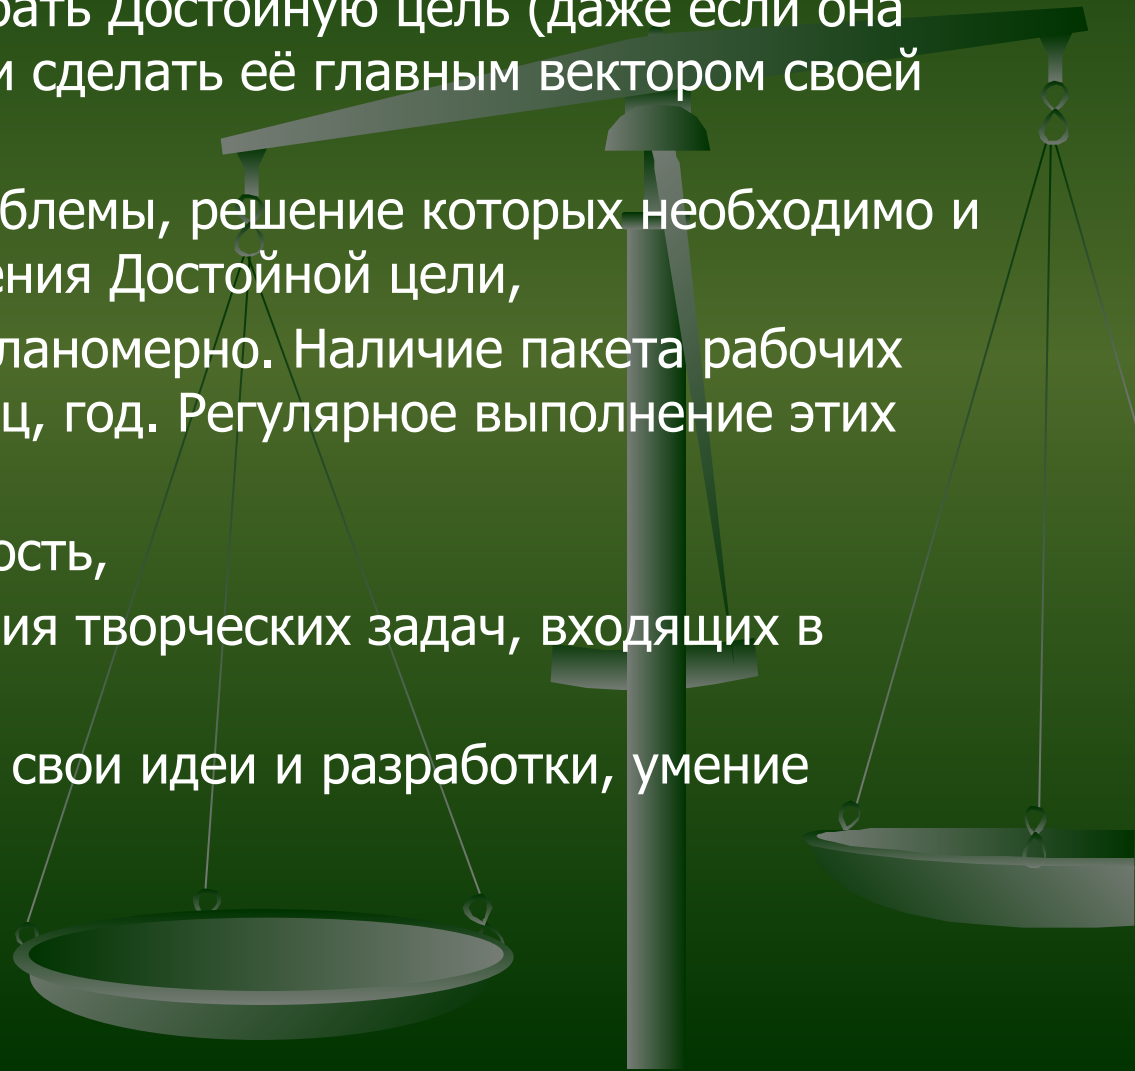 рать Достойную цель (даже если она
и сделать её главным вектором своей
блемы, решение которых необходимо и
ения Достойной цели,
ланомерно. Наличие пакета рабочих
ц, год. Регулярное выполнение этих
ость,
ия творческих задач, входящих в
свои идеи и разработки, умение